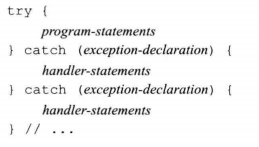 try {
program-statements
} catch (exception-declaration) {
handler-statements
} catch (exception-declaration) {
handler-statements
} // ...